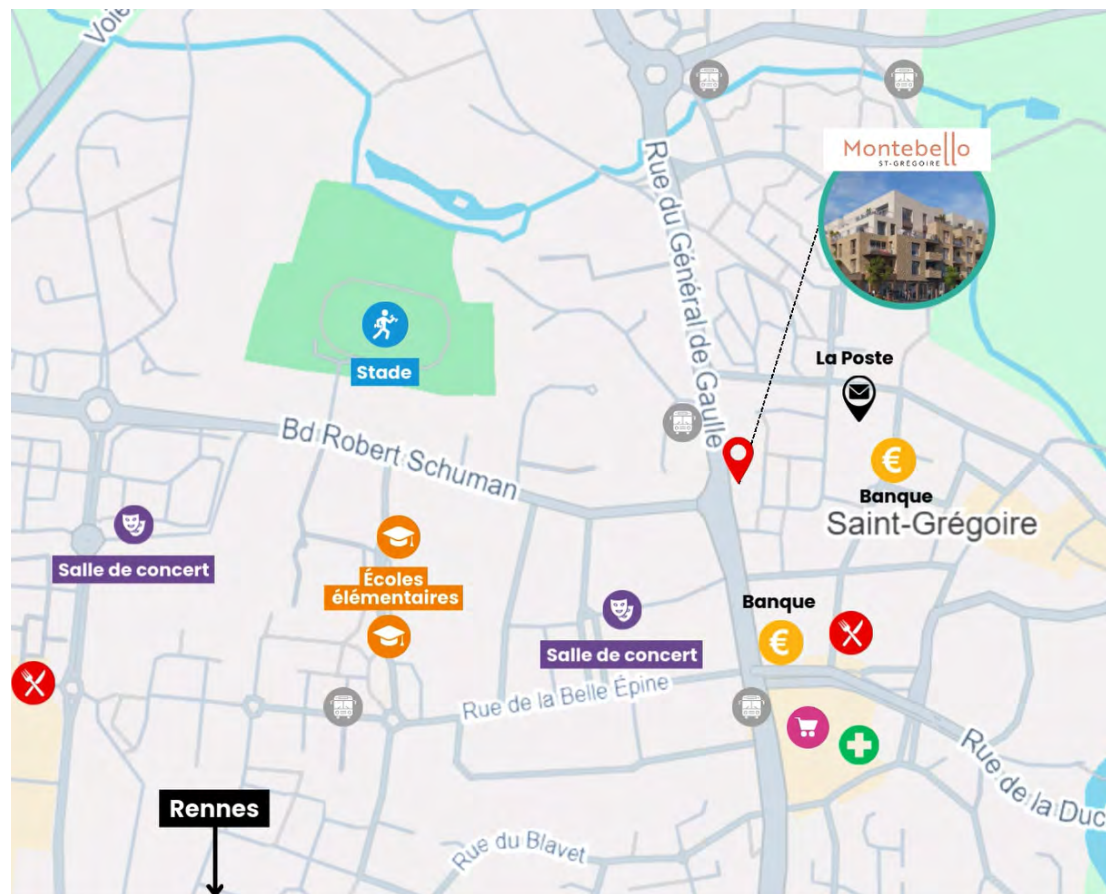 Voie
Montebello
ST-GRÉGOIRE
Rue du Général de Gaulle
La Poste
Stade
Bd Robert Schuman
€
Banque
Saint-Grégoire
Salle de concert
Écoles
élémentaires
Banque
€
Salle de concert
Rue de la Belle Épine
Rue de la Duc
Rennes
Rue du Blavet